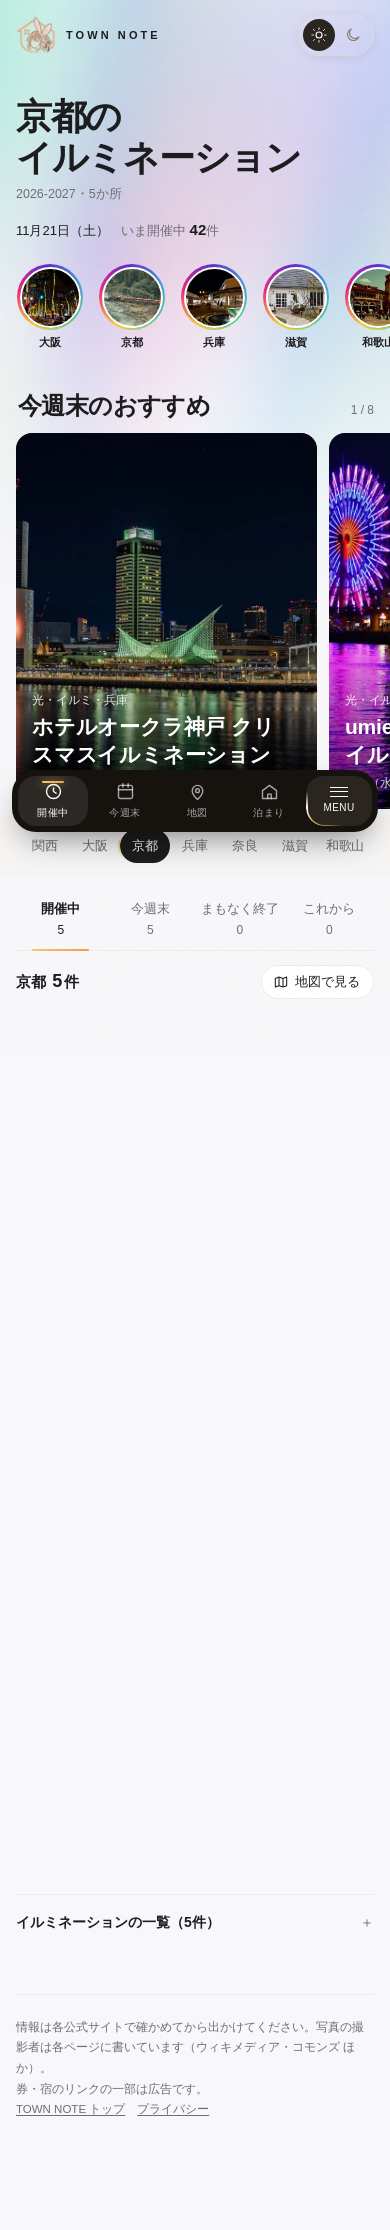 TOWN NOTE
京都の
イルミネーション
2026-2027・5か所
11月21日（土） いま開催中 42件
大阪 京都 兵庫 滋賀 和歌山
今週末のおすすめ 1 / 8
光・イルミ・兵庫
ホテルオークラ神戸 クリ
スマスイルミネーション
光・イル
umie
イル
開催中 今週末 地図 泊まり MENU
関西 大阪 京都 兵庫 奈良 滋賀 和歌山
開催中 今週末 まもなく終了 これから
5 5 0 0
京都 5件 地図で見る
イルミネーションの一覧（5件） +
情報は各公式サイトで確かめてから出かけてください。写真の撮
影者は各ページに書いています（ウィキメディア・コモンズ ほ
か）。
券・宿のリンクの一部は広告です。
TOWN NOTE トップ プライバシー